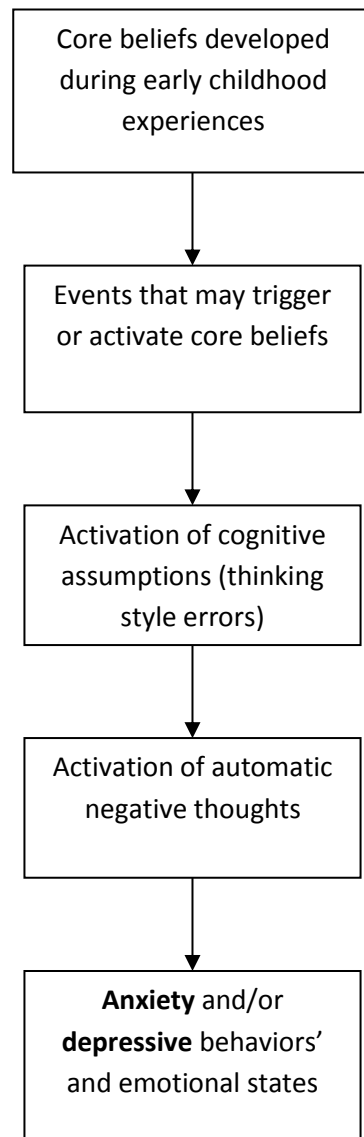 Core beliefs developed
during early childhood
experiences
Events that may trigger
or activate core beliefs
Activation of cognitive
assumptions (thinking
style errors)
Activation of automatic
negative thoughts
Anxiety and/or
depressive behaviors’
and emotional states